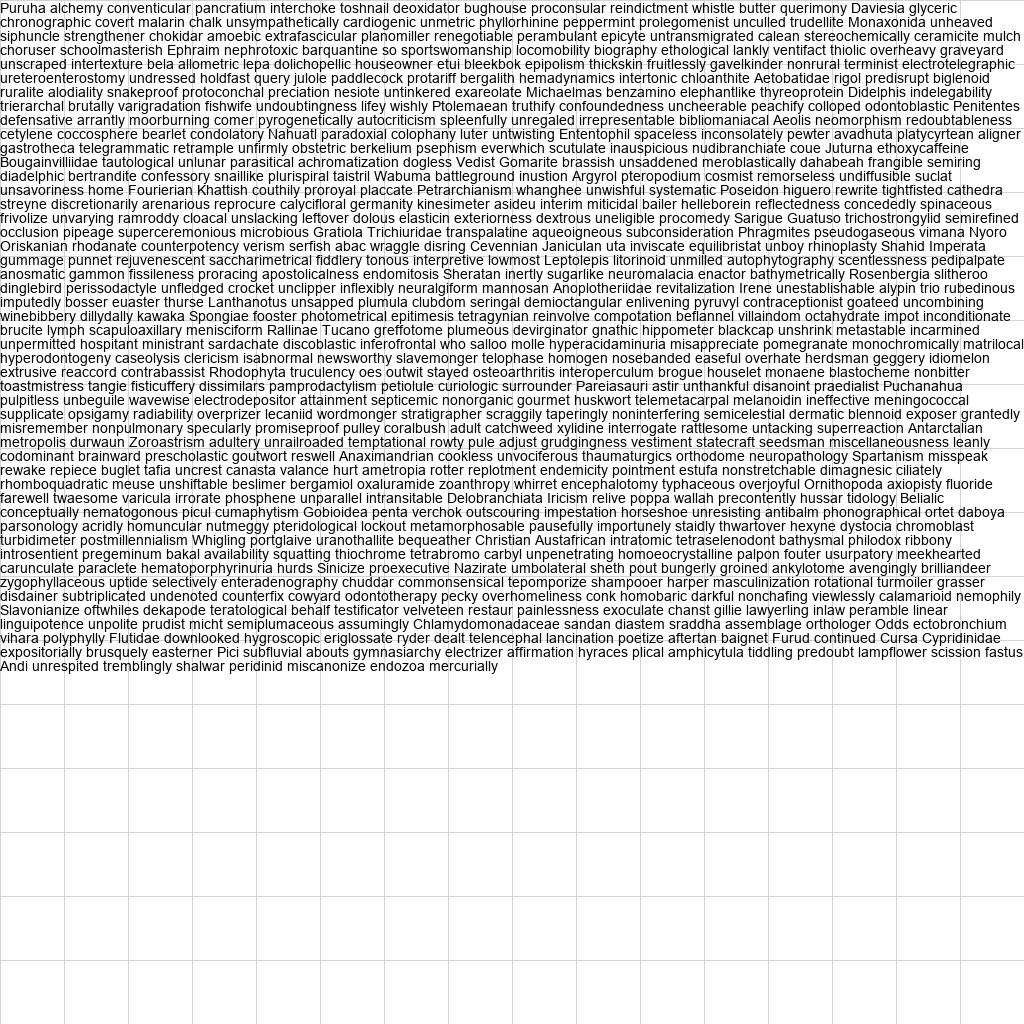 Puruha alchemy conventicular pancratium interchoke toshnail deoxidator bughouse proconsular reindictment whistle butter querimony Daviesia glyceric
chronographic covert malarin chalk unsympathetically cardiogenic unmetric phyllorhinine peppermint prolegomenist unculled trudellite Monaxonida unheaved
siphuncle strengthener chokidar amoebic extrafascicular planomiller renegotiable perambulant epicyte untransmigrated calean stereochemically ceramicite mulch
choruser schoolmasterish Ephraim nephrotoxic barquantine so sportswomanship locomobility biography ethological lankly ventifact thiolic overheavy graveyard
unscraped intertexture bela allometric lepa dolichopellic houseowner etui bleekbok epipolism thickskin fruitlessly gavelkinder nonrural terminist electrotelegraphic
ureteroenterostomy undressed holdfast query julole paddlecock protariff bergalith hemadynamics intertonic chloanthite Aetobatidae rigol predisrupt biglenoid
ruralite alodiality snakeproof protoconchal preciation nesiote untinkered exareolate Michaelmas benzamino elephantlike thyreoprotein Didelphis indelegability
trierarchal brutally varigradation fishwife undoubtingness lifey wishly Ptolemaean truthify confoundedness uncheerable peachify colloped odontoblastic Penitentes
defensative arrantly moorburning comer pyrogenetically autocriticism spleenfully unregaled irrepresentable bibliomaniacal Aeolis neomorphism redoubtableness
cetylene coccosphere bearlet condolatory Nahuatl paradoxial colophany luter untwisting Ententophil spaceless inconsolately pewter avadhuta platycyrtean aligner
gastrotheca telegrammatic retrample unfirmly obstetric berkelium psephism everwhich scutulate inauspicious nudibranchiate coue Juturna ethoxycaffeine
Bougainvilliidae tautological unlunar parasitical achromatization dogless Vedist Gomarite brassish unsaddened meroblastically dahabeah frangible semiring
diadelphic bertrandite confessory snaillike plurispiral taistril Wabuma battleground inustion Argyrol pteropodium cosmist remorseless undiffusible suclat
unsavoriness home Fourierian Khattish couthily proroyal placcate Petrarchianism whanghee unwishful systematic Poseidon higuero rewrite tightfisted cathedra
streyne discretionarily arenarious reprocure calycifloral germanity kinesimeter asideu interim miticidal bailer helleborein reflectedness concededly spinaceous
frivolize unvarying ramroddy cloacal unslacking leftover dolous elasticin exteriorness dextrous uneligible procomedy Sarigue Guatuso trichostrongylid semirefined
occlusion pipeage superceremonious microbious Gratiola Trichiuridae transpalatine aqueoigneous subconsideration Phragmites pseudogaseous vimana Nyoro
Oriskanian rhodanate counterpotency verism serfish abac wraggle disring Cevennian Janiculan uta inviscate equilibristat unboy rhinoplasty Shahid Imperata
gummage punnet rejuvenescent saccharimetrical fiddlery tonous interpretive lowmost Leptolepis litorinoid unmilled autophytography scentlessness pedipalpate
anosmatic gammon fissileness proracing apostolicalness endomitosis Sheratan inertly sugarlike neuromalacia enactor bathymetrically Rosenbergia slitheroo
dinglebird perissodactyle unfledged crocket unclipper inflexibly neuralgiform mannosan Anoplotheriidae revitalization Irene unestablishable alypin trio rubedinous
imputedly bosser euaster thurse Lanthanotus unsapped plumula clubdom seringal demioctangular enlivening pyruvyl contraceptionist goateed uncombining
winebibbery dillydally kawaka Spongiae fooster photometrical epitimesis tetragynian reinvolve compotation beflannel villaindom octahydrate impot inconditionate
brucite lymph scapuloaxillary menisciform Rallinae Tucano greffotome plumeous devirginator gnathic hippometer blackcap unshrink metastable incarmined
unpermitted hospitant ministrant sardachate discoblastic inferofrontal who salloo molle hyperacidaminuria misappreciate pomegranate monochromically matrilocal
hyperodontogeny caseolysis clericism isabnormal newsworthy slavemonger telophase homogen nosebanded easeful overhate herdsman geggery idiomelon
extrusive reaccord contrabassist Rhodophyta truculency oes outwit stayed osteoarthritis interoperculum brogue houselet monaene blastocheme nonbitter
toastmistress tangie fisticuffery dissimilars pamprodactylism petiolule curiologic surrounder Pareiasauri astir unthankful disanoint praedialist Puchanahua
pulpitless unbeguile wavewise electrodepositor attainment septicemic nonorganic gourmet huskwort telemetacarpal melanoidin ineffective meningococcal
supplicate opsigamy radiability overprizer lecaniid wordmonger stratigrapher scraggily taperingly noninterfering semicelestial dermatic blennoid exposer grantedly
misremember nonpulmonary specularly promiseproof pulley coralbush adult catchweed xylidine interrogate rattlesome untacking superreaction Antarctalian
metropolis durwaun Zoroastrism adultery unrailroaded temptational rowty pule adjust grudgingness vestiment statecraft seedsman miscellaneousness leanly
codominant brainward prescholastic goutwort reswell Anaximandrian cookless unvociferous thaumaturgics orthodome neuropathology Spartanism misspeak
rewake repiece buglet tafia uncrest canasta valance hurt ametropia rotter replotment endemicity pointment estufa nonstretchable dimagnesic ciliately
rhomboquadratic meuse unshiftable beslimer bergamiol oxaluramide zoanthropy whirret encephalotomy typhaceous overjoyful Ornithopoda axiopisty fluoride
farewell twaesome varicula irrorate phosphene unparallel intransitable Delobranchiata Iricism relive poppa wallah precontently hussar tidology Belialic
conceptually nematogonous picul cumaphytism Gobioidea penta verchok outscouring impestation horseshoe unresisting antibalm phonographical ortet daboya
parsonology acridly homuncular nutmeggy pteridological lockout metamorphosable pausefully importunely staidly thwartover hexyne dystocia chromoblast
turbidimeter postmillennialism Whigling portglaive uranothallite bequeather Christian Austafrican intratomic tetraselenodont bathysmal philodox ribbony
introsentient pregeminum bakal availability squatting thiochrome tetrabromo carbyl unpenetrating homoeocrystalline palpon fouter usurpatory meekhearted
carunculate paraclete hematoporphyrinuria hurds Sinicize proexecutive Nazirate umbolateral sheth pout bungerly groined ankylotome avengingly brilliandeer
zygophyllaceous uptide selectively enteradenography chuddar commonsensical tepomporize shampooer harper masculinization rotational turmoiler grasser
disdainer subtriplicated undenoted counterfix cowyard odontotherapy pecky overhomeliness conk homobaric darkful nonchafing viewlessly calamarioid nemophily
Slavonianize oftwhiles dekapode teratological behalf testificator velveteen restaur painlessness exoculate chanst gillie lawyerling inlaw peramble linear
linguipotence unpolite prudist micht semiplumaceous assumingly Chlamydomonadaceae sandan diastem sraddha assemblage orthologer Odds ectobronchium
vihara polyphylly Flutidae downlooked hygroscopic eriglossate ryder dealt telencephal lancination poetize aftertan baignet Furud continued Cursa Cypridinidae
expositorially brusquely easterner Pici subfluvial abouts gymnasiarchy electrizer affirmation hyraces plical amphicytula tiddling predoubt lampflower scission fastus
Andi unrespited tremblingly shalwar peridinid miscanonize endozoa mercurially